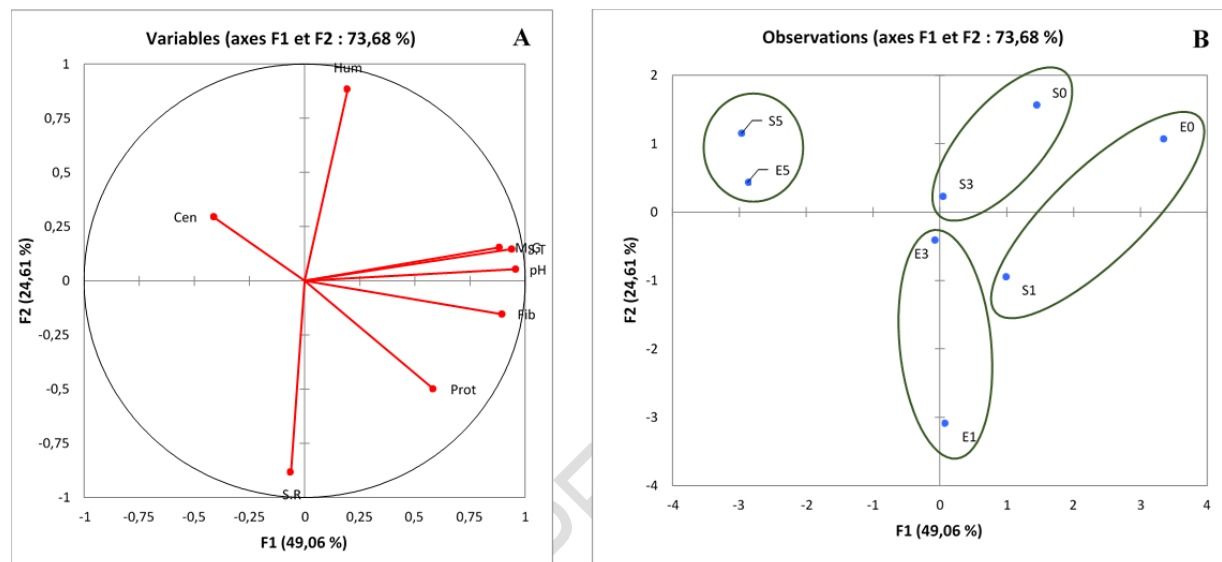 Variables (axes F1 et F2 : 73,68 %)
A
Hum
Cen
S.T
pH
Fib
Prot
S.R
1
0,75
0,5
0,25
0
-0,25
-0,5
-0,75
-1
-1
-0,75
-0,5
-0,25
0
0,25
0,5
0,75
1
F2 (24,61 %)
F1 (49,06 %)
Observations (axes F1 et F2 : 73,68 %)
B
S5
E5
S0
E0
S3
E3
S1
E1
2
1
0
-1
-2
-3
-4
-4
-3
-2
-1
0
1
2
3
4
F2 (24,61 %)
F1 (49,06 %)